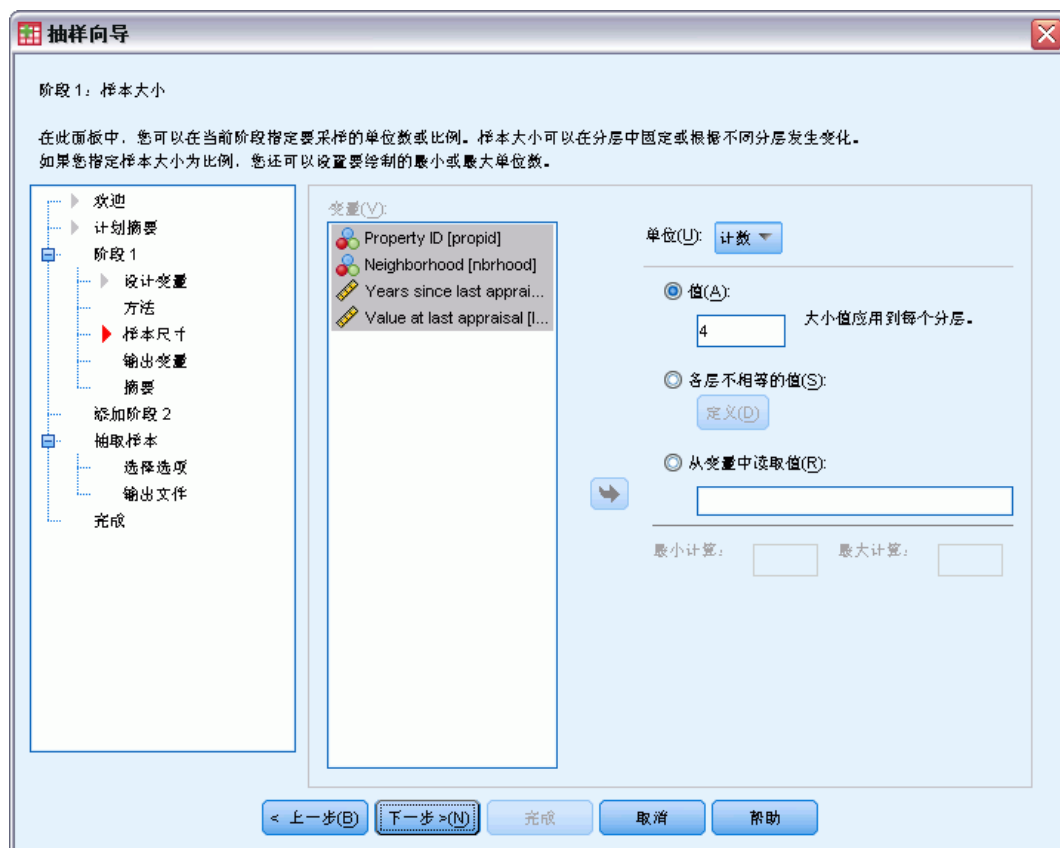 抽样向导
阶段 1：样本大小
在此面板中，您可以在当前阶段指定要采样的单位数或比例。样本大小可以在分层中固定或根据不同分层发生变化。
如果您指定样本大小为比例，您还可以设置要绘制的最小或最大单位数。
欢迎
计划摘要
阶段 1
设计变量
方法
样本尺寸
输出变量
摘要
添加阶段 2
抽取样本
选择选项
输出文件
完成
变量(V):
Property ID [propid]
Neighborhood [nbrhood]
Years since last apprai...
Value at last appraisal [l...
单位(U): 计数
值(A):
4 大小值应用到每个分层。
各层不相等的值(S):
定义(D)
从变量中读取值(R):
最小计算： 最大计算：
< 上一步(B) 下一步 >(N) 完成 取消 帮助